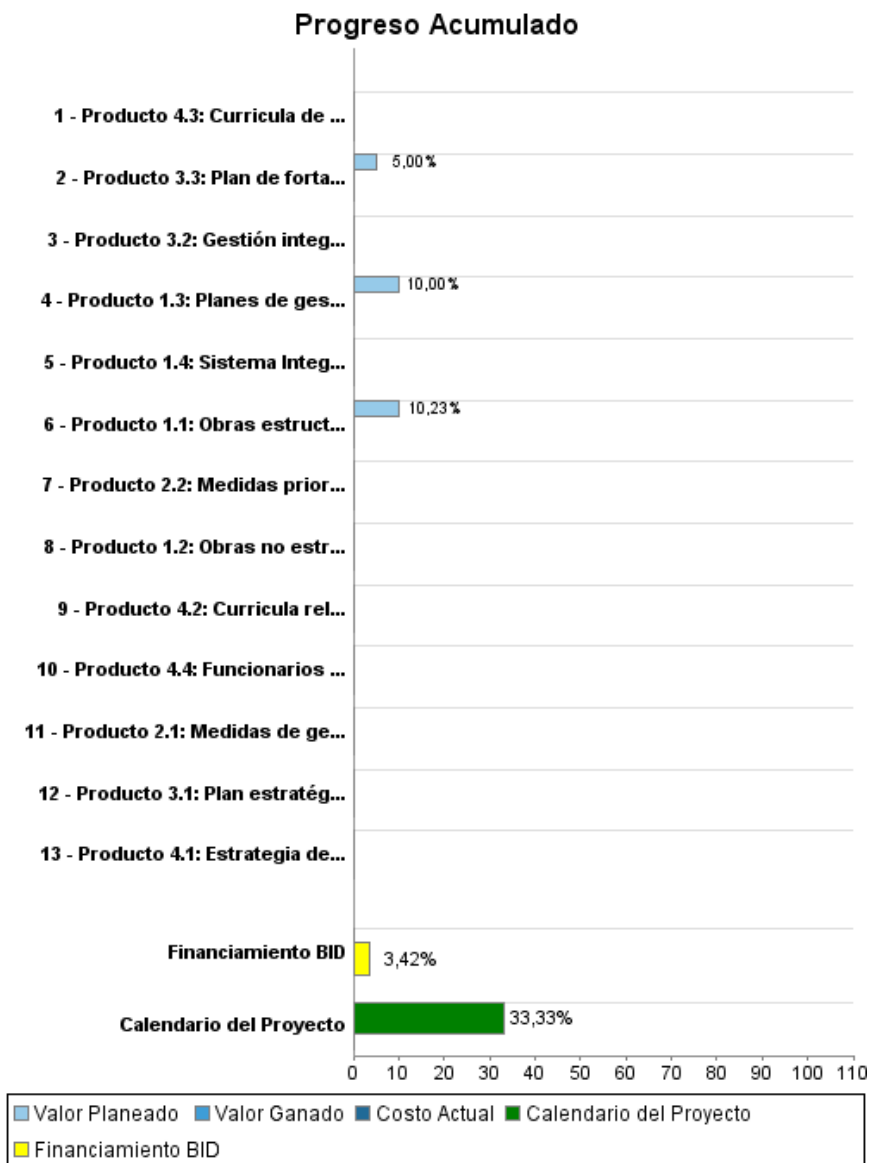 Progreso Acumulado
1 - Producto 4.3: Curricula de ...
5,00%
2 - Producto 3.3: Plan de forta...
3 - Producto 3.2: Gestión integ...
10,00%
4 - Producto 1.3: Planes de ges...
5 - Producto 1.4: Sistema Integ...
10,23%
6 - Producto 1.1: Obras estruct...
7 - Producto 2.2: Medidas prior...
8 - Producto 1.2: Obras no estr...
9 - Producto 4.2: Curricula rel...
10 - Producto 4.4: Funcionarios ...
11 - Producto 2.1: Medidas de ge...
12 - Producto 3.1: Plan estratég...
13 - Producto 4.1: Estrategia de...
Financiamiento BID 3,42%
Calendario del Proyecto 33,33%
0 10 20 30 40 50 60 70 80 90 100 110
Valor Planeado Valor Ganado Costo Actual Calendario del Proyecto
Financiamiento BID